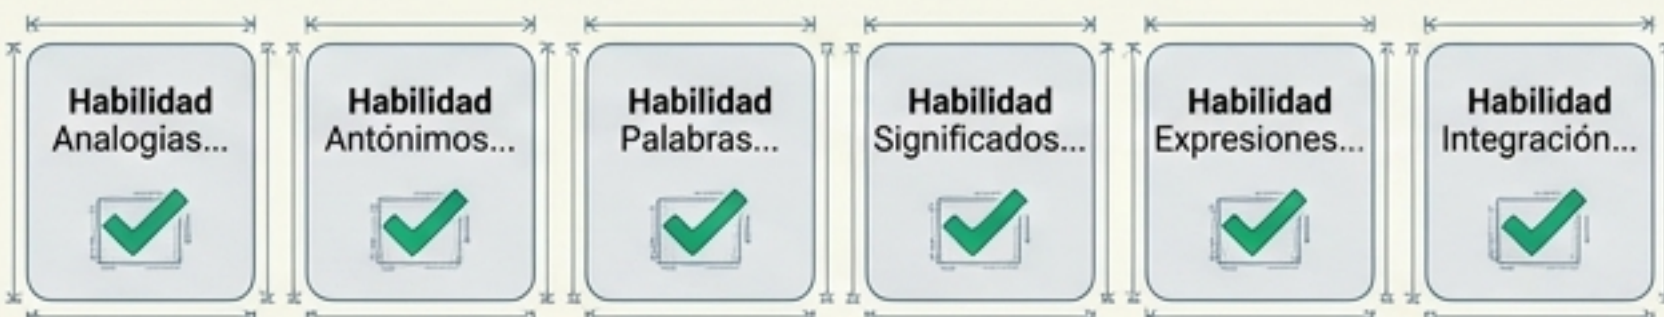 Habilidad
Analogias...
Habilidad
Antónimos...
Habilidad
Palabras...
Habilidad
Significados...
Habilidad
Expresiones...
Habilidad
Integración...